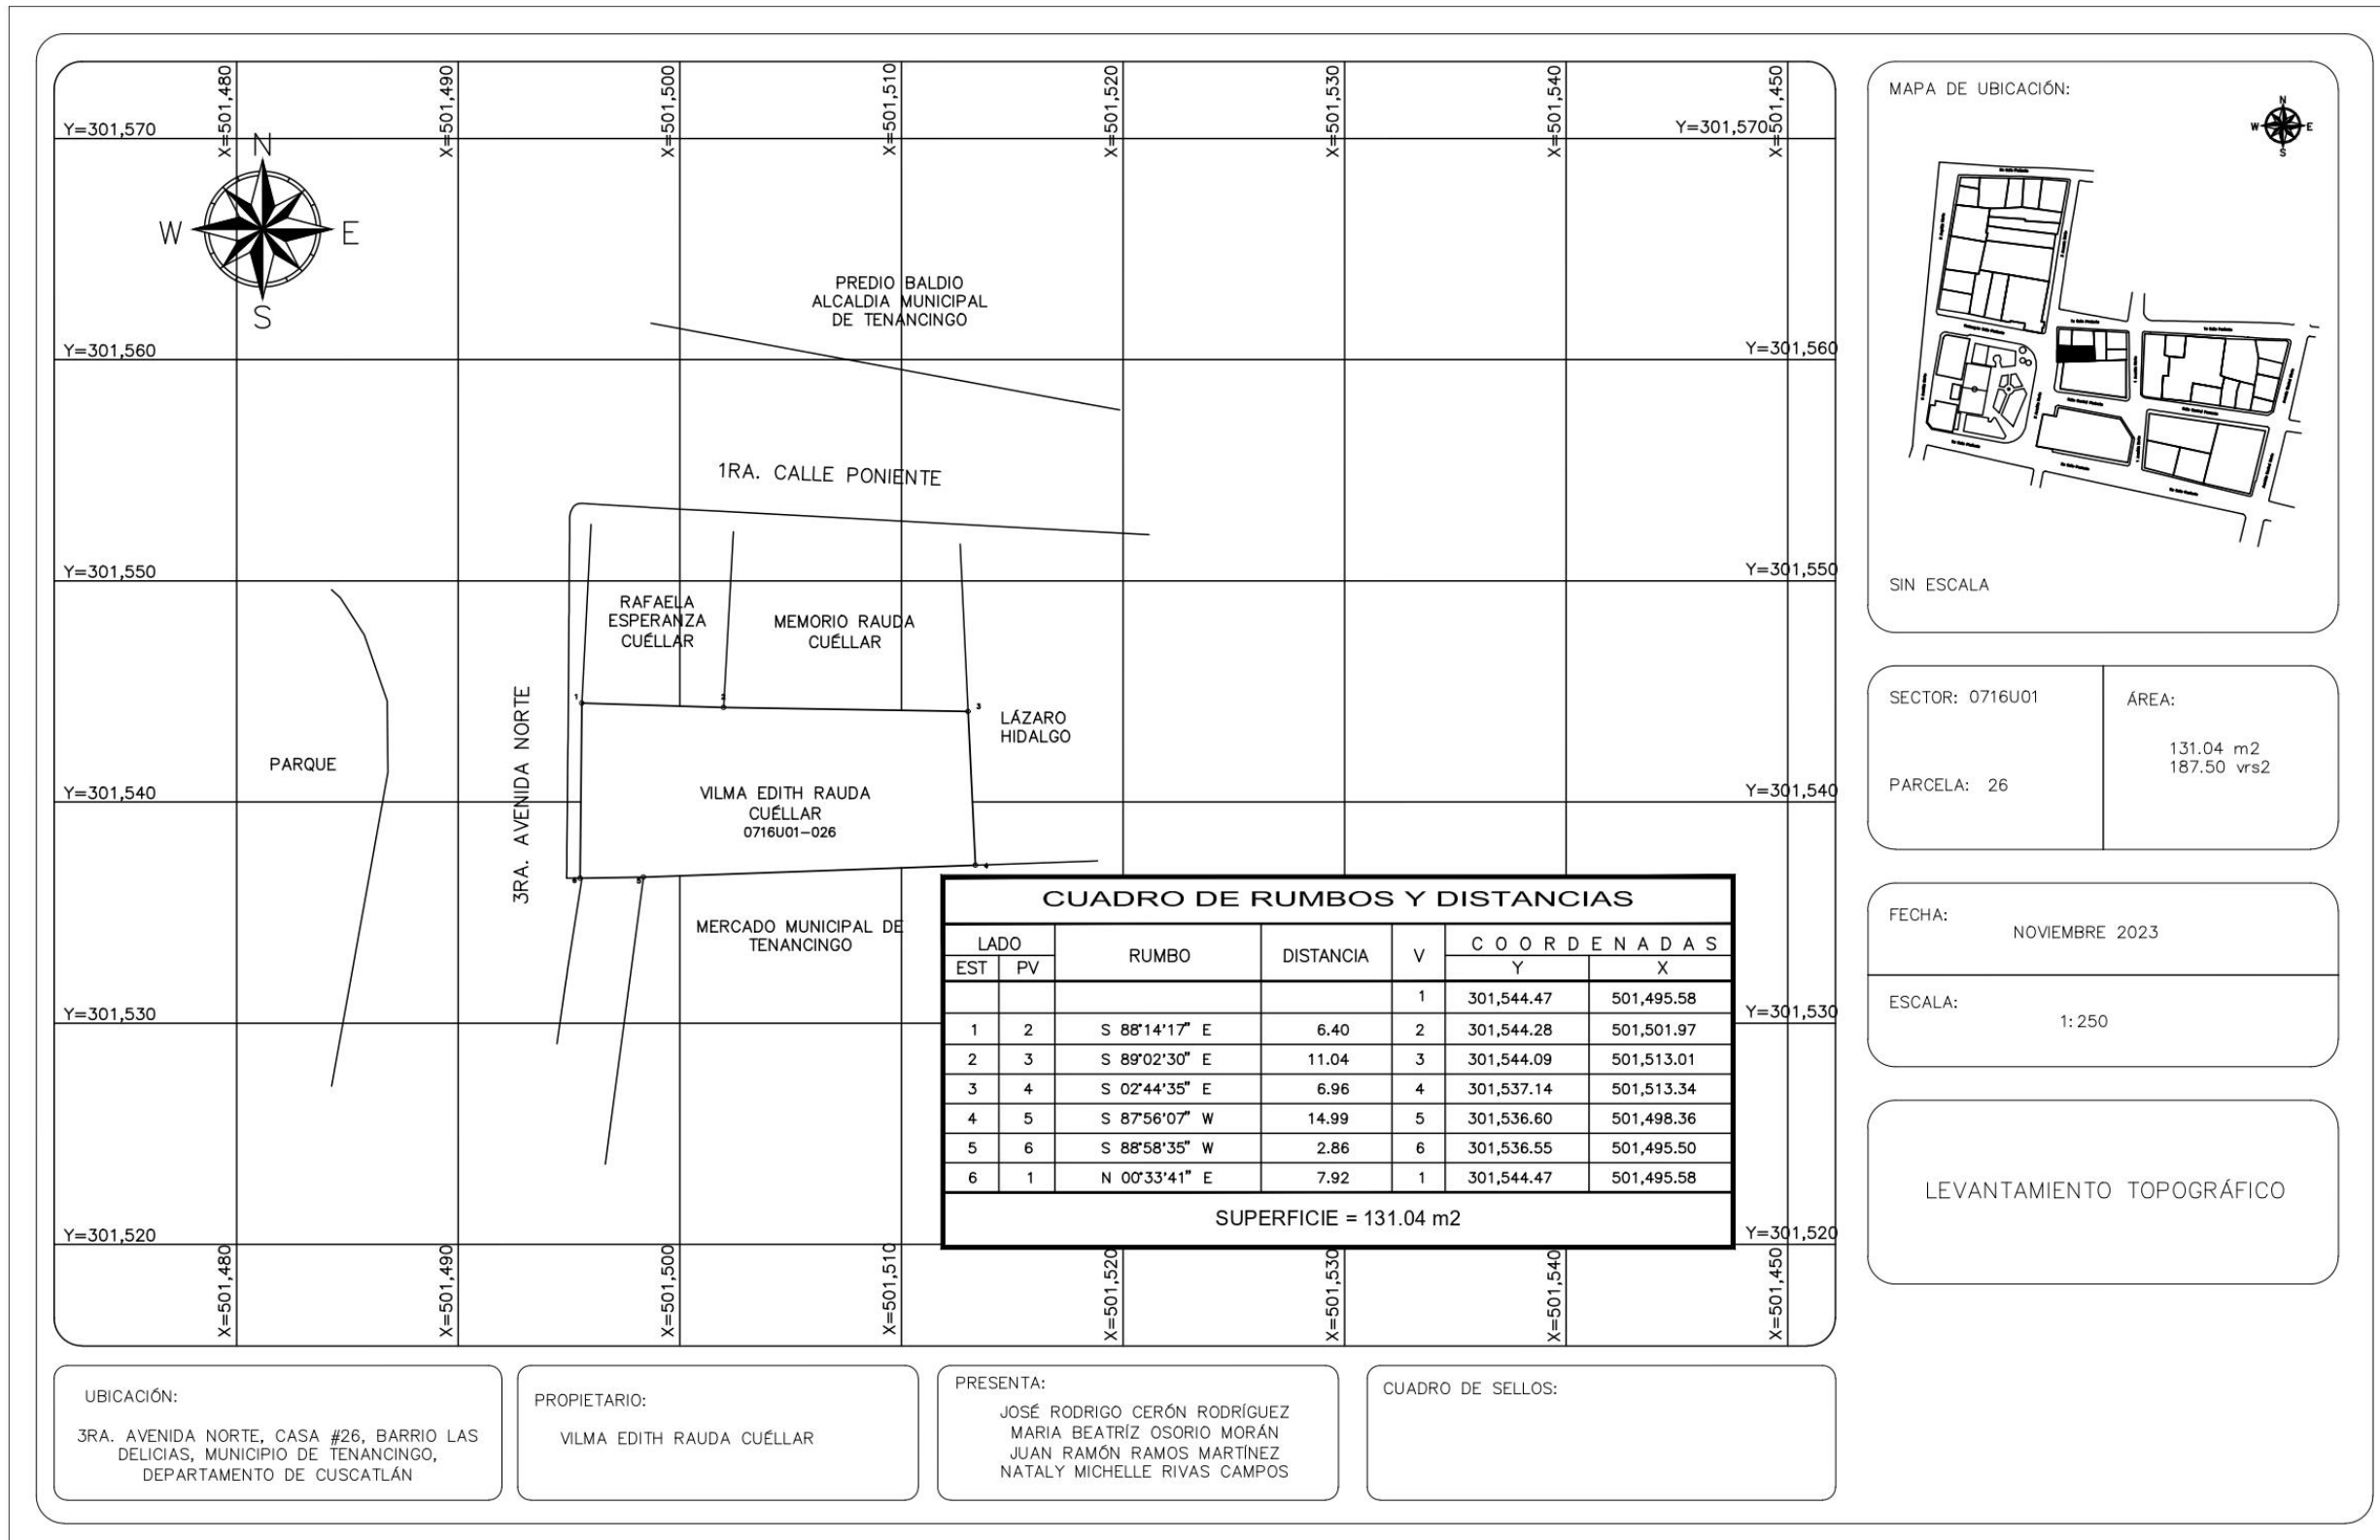 X=501,480
X=501,490
X=501,500
X=501,510
X=501,520
X=501,530
X=501,540
X=501,450
Y=301,570
Y=301,570
N
W
E
S
PREDIO BALDIO
ALCALDIA MUNICIPAL
DE TENANCINGO
Y=301,560
Y=301,560
1RA. CALLE PONIENTE
Y=301,550
Y=301,550
RAFAELA
ESPERANZA
CUÉLLAR
MEMORIO RAUDA
CUÉLLAR
1
2
3
LÁZARO
HIDALGO
3RA. AVENIDA NORTE
PARQUE
Y=301,540
Y=301,540
VILMA EDITH RAUDA
CUÉLLAR
0716U01-026
4
5
6
MERCADO MUNICIPAL DE
TENANCINGO
CUADRO DE RUMBOS Y DISTANCIAS
LADO RUMBO DISTANCIA V C O O R D E N A D A S
EST PV Y X
1 301,544.47 501,495.58
1 2 S 88°14'17" E 6.40 2 301,544.28 501,501.97
2 3 S 89°02'30" E 11.04 3 301,544.09 501,513.01
3 4 S 02°44'35" E 6.96 4 301,537.14 501,513.34
4 5 S 87°56'07" W 14.99 5 301,536.60 501,498.36
5 6 S 88°58'35" W 2.86 6 301,536.55 501,495.50
6 1 N 00°33'41" E 7.92 1 301,544.47 501,495.58
SUPERFICIE = 131.04 m2
Y=301,530
Y=301,530
Y=301,520
Y=301,520
X=501,480
X=501,490
X=501,500
X=501,510
X=501,520
X=501,530
X=501,540
X=501,450
MAPA DE UBICACIÓN:
N
W
E
S
SIN ESCALA
SECTOR: 0716U01
PARCELA: 26
ÁREA:
131.04 m2
187.50 vrs2
FECHA:
NOVIEMBRE 2023
ESCALA:
1:250
LEVANTAMIENTO TOPOGRÁFICO
UBICACIÓN:
3RA. AVENIDA NORTE, CASA #26, BARRIO LAS
DELICIAS, MUNICIPIO DE TENANCINGO,
DEPARTAMENTO DE CUSCATLÁN
PROPIETARIO:
VILMA EDITH RAUDA CUÉLLAR
PRESENTA:
JOSÉ RODRIGO CERÓN RODRÍGUEZ
MARIA BEATRÍZ OSORIO MORÁN
JUAN RAMÓN RAMOS MARTÍNEZ
NATALY MICHELLE RIVAS CAMPOS
CUADRO DE SELLOS: